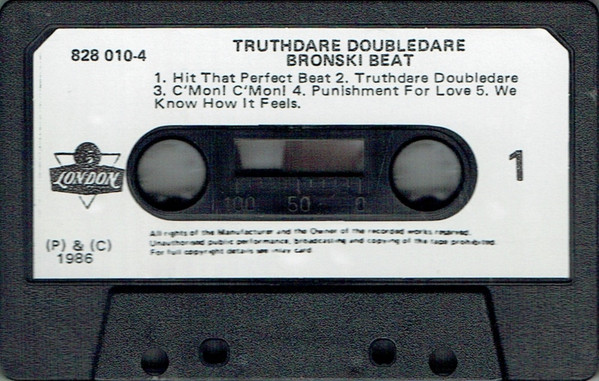 828 010-4
TRUTHDARE DOUBLEDARE
BRONSKI BEAT
1. Hit That Perfect Beat 2. Truthdare Doubledare
3. C'Mon! C'Mon! 4. Punishment For Love 5. We
Know How It Feels.
LONDON
1
100 50 0
All rights of the Manufacturer and the Owner of the recorded works reserved.
Unauthorised public performance, broadcasting and copying of the tape prohibited.
For full copyright details see inlay card.
(P) & (C)
1986